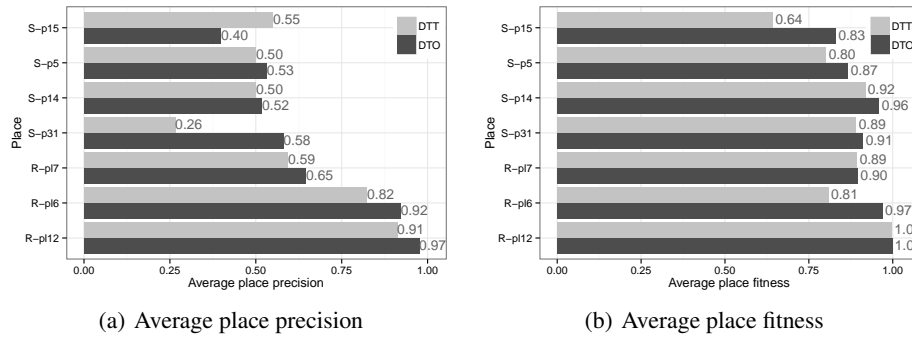 S−p15
S−p5
S−p14
S−p31
R−pl7
R−pl6
R−pl12
Place
0.55
0.40
0.50
0.53
0.50
0.52
0.26
0.58
0.59
0.65
0.82
0.92
0.91
0.97
DTT
DTO
0.00 0.25 0.50 0.75 1.00
Average place precision
(a) Average place precision
S−p15
S−p5
S−p14
S−p31
R−pl7
R−pl6
R−pl12
Place
0.64
0.83
0.80
0.87
0.92
0.96
0.89
0.91
0.89
0.90
0.81
0.97
1.0
1.0
DTT
DTO
0.00 0.25 0.50 0.75 1.00
Average place fitness
(b) Average place fitness